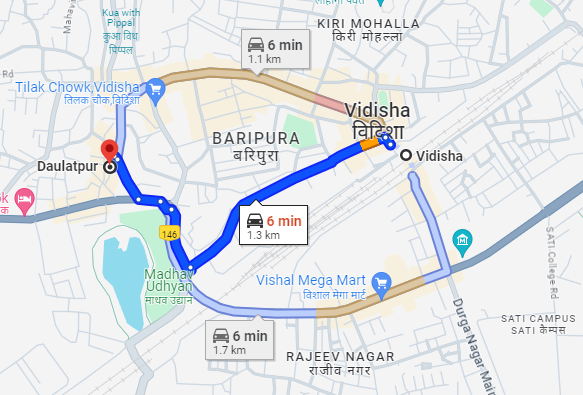 Kua with
Pippal
कुआ विथ
पिप्पल
KIRI MOHALLA
किरी मोहल्ला
6 min
1.1 km
Rd
Tilak Chowk Vidisha
तिलक चौक,विदिशा
Vidisha
विदिशा
BARIPURA
बरिपुरा
Vidisha
Daulatpur
6 min
1.3 km
146
Madhav
Udhyan
माधव उद्यान
Vishal Mega Mart
विशाल मेगा मार्ट
SATI College Rd
6 min
1.7 km
SATI CAMPUS
SATI कैम्पस
RAJEEV NAGAR
राजीव नगर
Durga Nagar Main